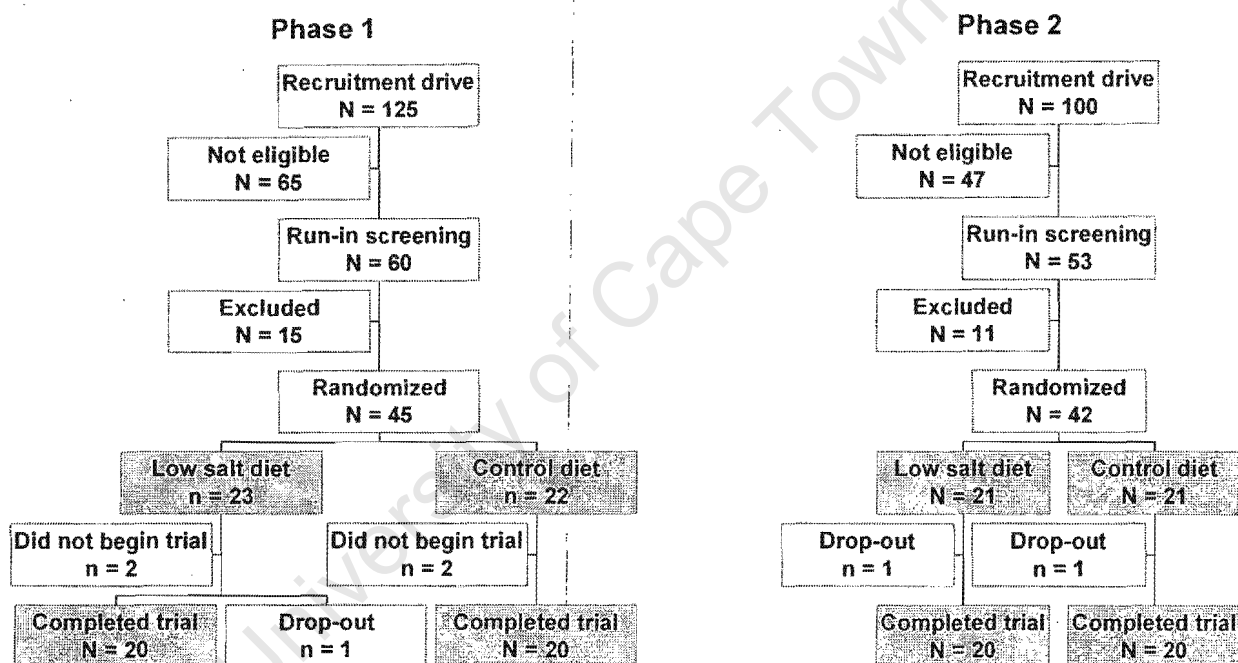 Phase 1
Recruitment drive
N = 125
Not eligible
N = 65
Run-in screening
N = 60
Excluded
N = 15
Randomized
N = 45
Low salt diet
n = 23
Control diet
n = 22
Did not begin trial
n = 2
Did not begin trial
n = 2
Completed trial
N = 20
Drop-out
n = 1
Completed trial
N = 20
Phase 2
Recruitment drive
N = 100
Not eligible
N = 47
Run-in screening
N = 53
Excluded
N = 11
Randomized
N = 42
Low salt diet
N = 21
Control diet
N = 21
Drop-out
n = 1
Drop-out
n = 1
Completed trial
N = 20
Completed trial
N = 20
University of Cape Town